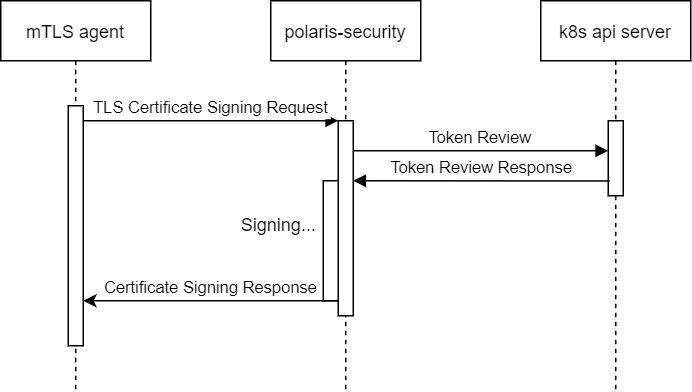 mTLS agent
polaris-security
k8s api server
TLS Certificate Signing Request
Token Review
Token Review Response
Signing...
Certificate Signing Response